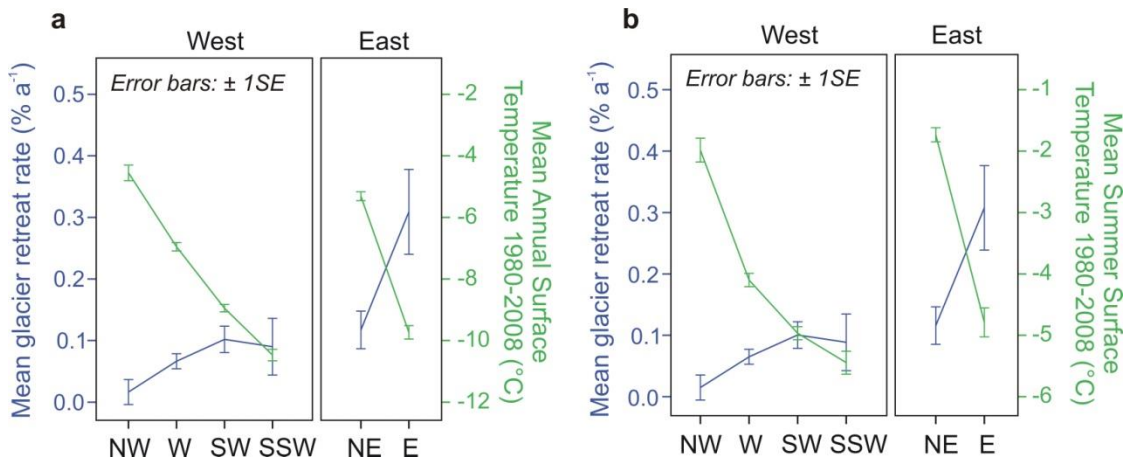 a
West East
Error bars: ± 1SE
Mean glacier retreat rate (% a⁻¹)
0.5
0.4
0.3
0.2
0.1
0.0
NW W SW SSW NE E
-2
-4
-6
-8
-10
-12
Mean Annual Surface
Temperature 1980-2008 (°C)
b
West East
Error bars: ± 1SE
Mean glacier retreat rate (% a⁻¹)
0.5
0.4
0.3
0.2
0.1
0.0
NW W SW SSW NE E
-1
-2
-3
-4
-5
-6
Mean Summer Surface
Temperature 1980-2008 (°C)